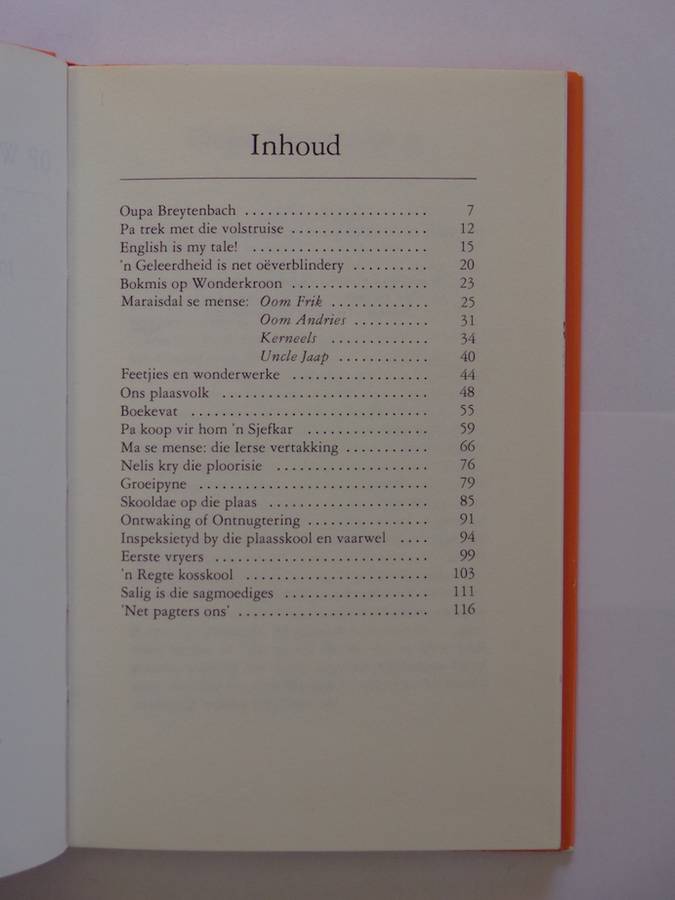 Inhoud
Oupa Breytenbach ........................ 7
Pa trek met die volstruise .................. 12
English is my tale! ....................... 15
'n Geleerdheid is net oëverblindery .......... 20
Bokmis op Wonderkroon .................. 23
Maraisdal se mense: Oom Frik ............. 25
Oom Andries .......... 31
Kerneels ............. 34
Uncle Jaap ............ 40
Feetjies en wonderwerke .................. 44
Ons plaasvolk ........................... 48
Boekevat ............................... 55
Pa koop vir hom 'n Sjefkar ................ 59
Ma se mense: die Ierse vertakking ........... 66
Nelis kry die ploorisie .................... 76
Groeipyne .............................. 79
Skooldae op die plaas ..................... 85
Ontwaking of Ontnugtering ................ 91
Inspeksietyd by die plaasskool en vaarwel .... 94
Eerste vryers ............................ 99
'n Regte kosskool ........................ 103
Salig is die sagmoediges ................... 111
'Net pagters ons' ......................... 116